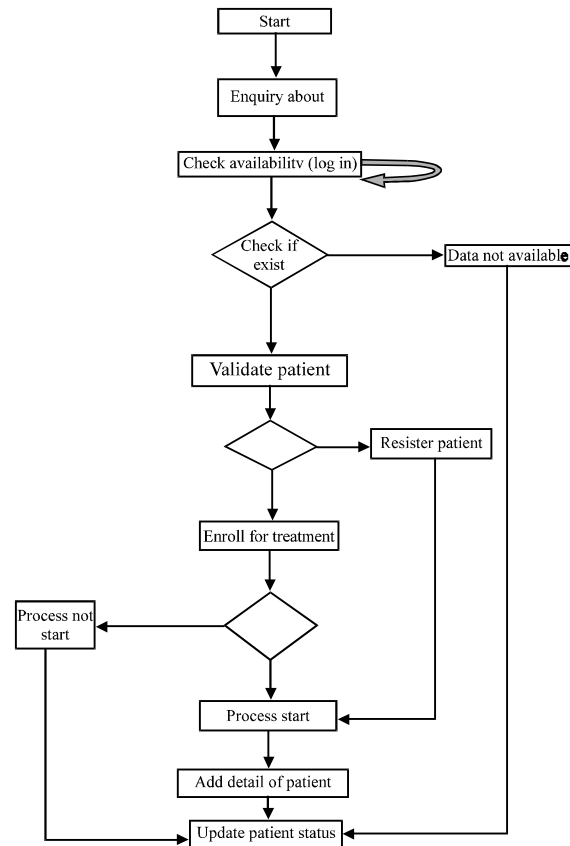 Start
Enquiry about
Check availability (log in)
Check if
exist
Data not available
Validate patient
Resister patient
Enroll for treatment
Process not
start
Process start
Add detail of patient
Update patient status